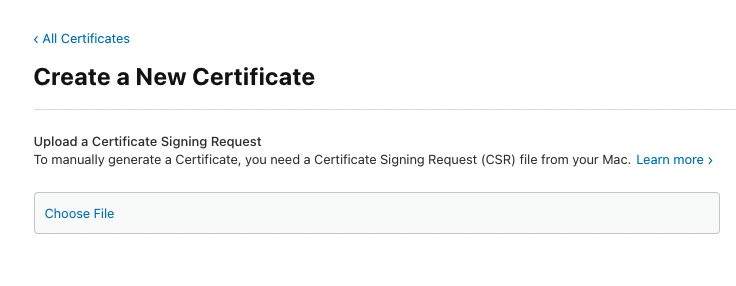 ‹ All Certificates
Create a New Certificate
Upload a Certificate Signing Request
To manually generate a Certificate, you need a Certificate Signing Request (CSR) file from your Mac. Learn more ›
Choose File